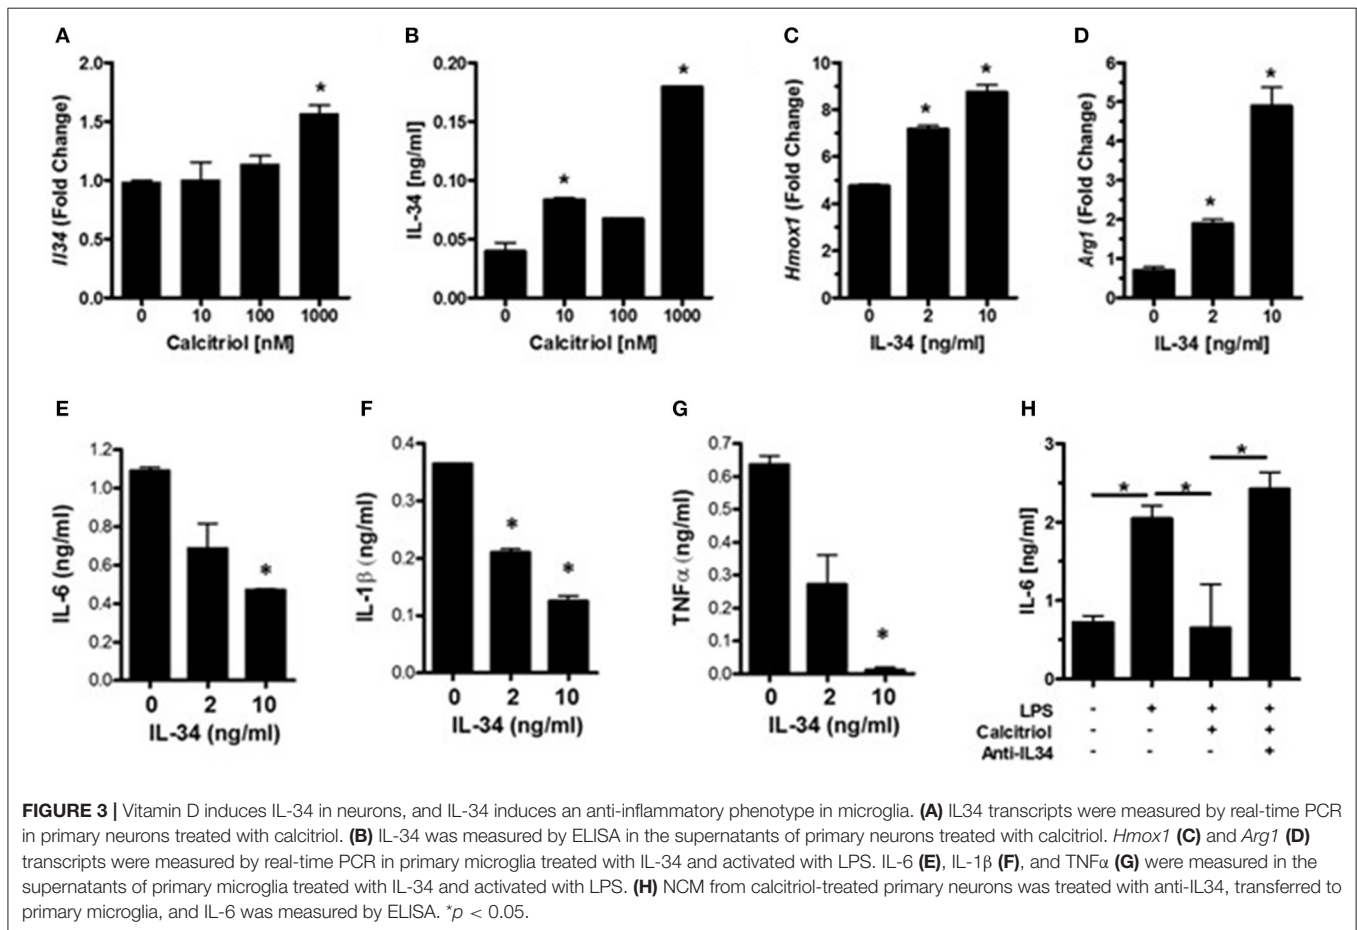 A
Il34 (Fold Change)
2.0
1.5
1.0
0.5
0.0
*
0 10 100 1000
Calcitriol [nM]
B
IL-34 [ng/ml]
0.20
0.15
0.10
0.05
0.00
* *
0 10 100 1000
Calcitriol [nM]
C
Hmox1 (Fold Change)
10
8
6
4
2
0
* *
0 2 10
IL-34 [ng/ml]
D
Arg1 (Fold Change)
6
5
4
3
2
1
0
* *
0 2 10
IL-34 [ng/ml]
E
IL-6 (ng/ml)
1.2
1.0
0.8
0.6
0.4
0.2
0.0
*
0 2 10
IL-34 (ng/ml)
F
IL-1β (ng/ml)
0.4
0.3
0.2
0.1
0.0
* *
0 2 10
IL-34 (ng/ml)
G
TNFα (ng/ml)
0.7
0.6
0.5
0.4
0.3
0.2
0.1
0.0
*
0 2 10
IL-34 (ng/ml)
H
IL-6 [ng/ml]
3
2
1
0
* * *
LPS - + + +
Calcitriol - - + +
Anti-IL34 - - - +
FIGURE 3 | Vitamin D induces IL-34 in neurons, and IL-34 induces an anti-inflammatory phenotype in microglia. (A) IL34 transcripts were measured by real-time PCR
in primary neurons treated with calcitriol. (B) IL-34 was measured by ELISA in the supernatants of primary neurons treated with calcitriol. Hmox1 (C) and Arg1 (D)
transcripts were measured by real-time PCR in primary microglia treated with IL-34 and activated with LPS. IL-6 (E), IL-1β (F), and TNFα (G) were measured in the
supernatants of primary microglia treated with IL-34 and activated with LPS. (H) NCM from calcitriol-treated primary neurons was treated with anti-IL34, transferred to
primary microglia, and IL-6 was measured by ELISA. *p < 0.05.